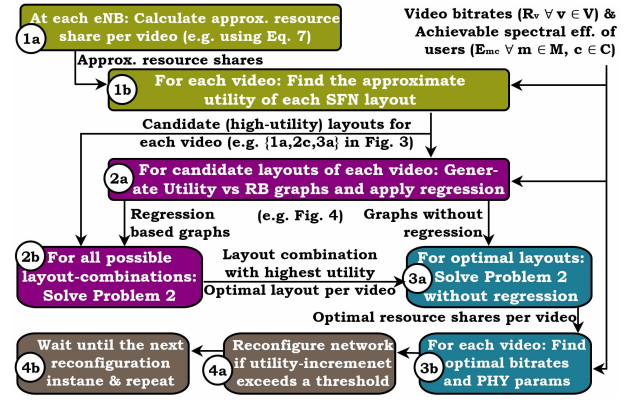 At each eNB: Calculate approx. resource
share per video (e.g. using Eq. 7)
1a
Video bitrates (Rv ∀ v ∈ V) &
Achievable spectral eff. of
users (Emc ∀ m ∈ M, c ∈ C)
Approx. resource shares
For each video: Find the approximate
utility of each SFN layout
1b
Candidate (high-utility) layouts for
each video (e.g. {1a,2c,3a} in Fig. 3)
For candidate layouts of each video: Gener-
ate Utility vs RB graphs and apply regression
2a
Regression
based graphs
(e.g. Fig. 4)
Graphs without
regression
2b
For all possible
layout-combinations:
Solve Problem 2
Layout combination
with highest utility
Optimal layout per video
3a
For optimal layouts:
Solve Problem 2
without regression
Optimal resource shares per video
Wait until the next
reconfiguration
instane & repeat
4b
Reconfigure network
if utility-incremenet
exceeds a threshold
4a
For each video: Find
optimal bitrates
and PHY params
3b